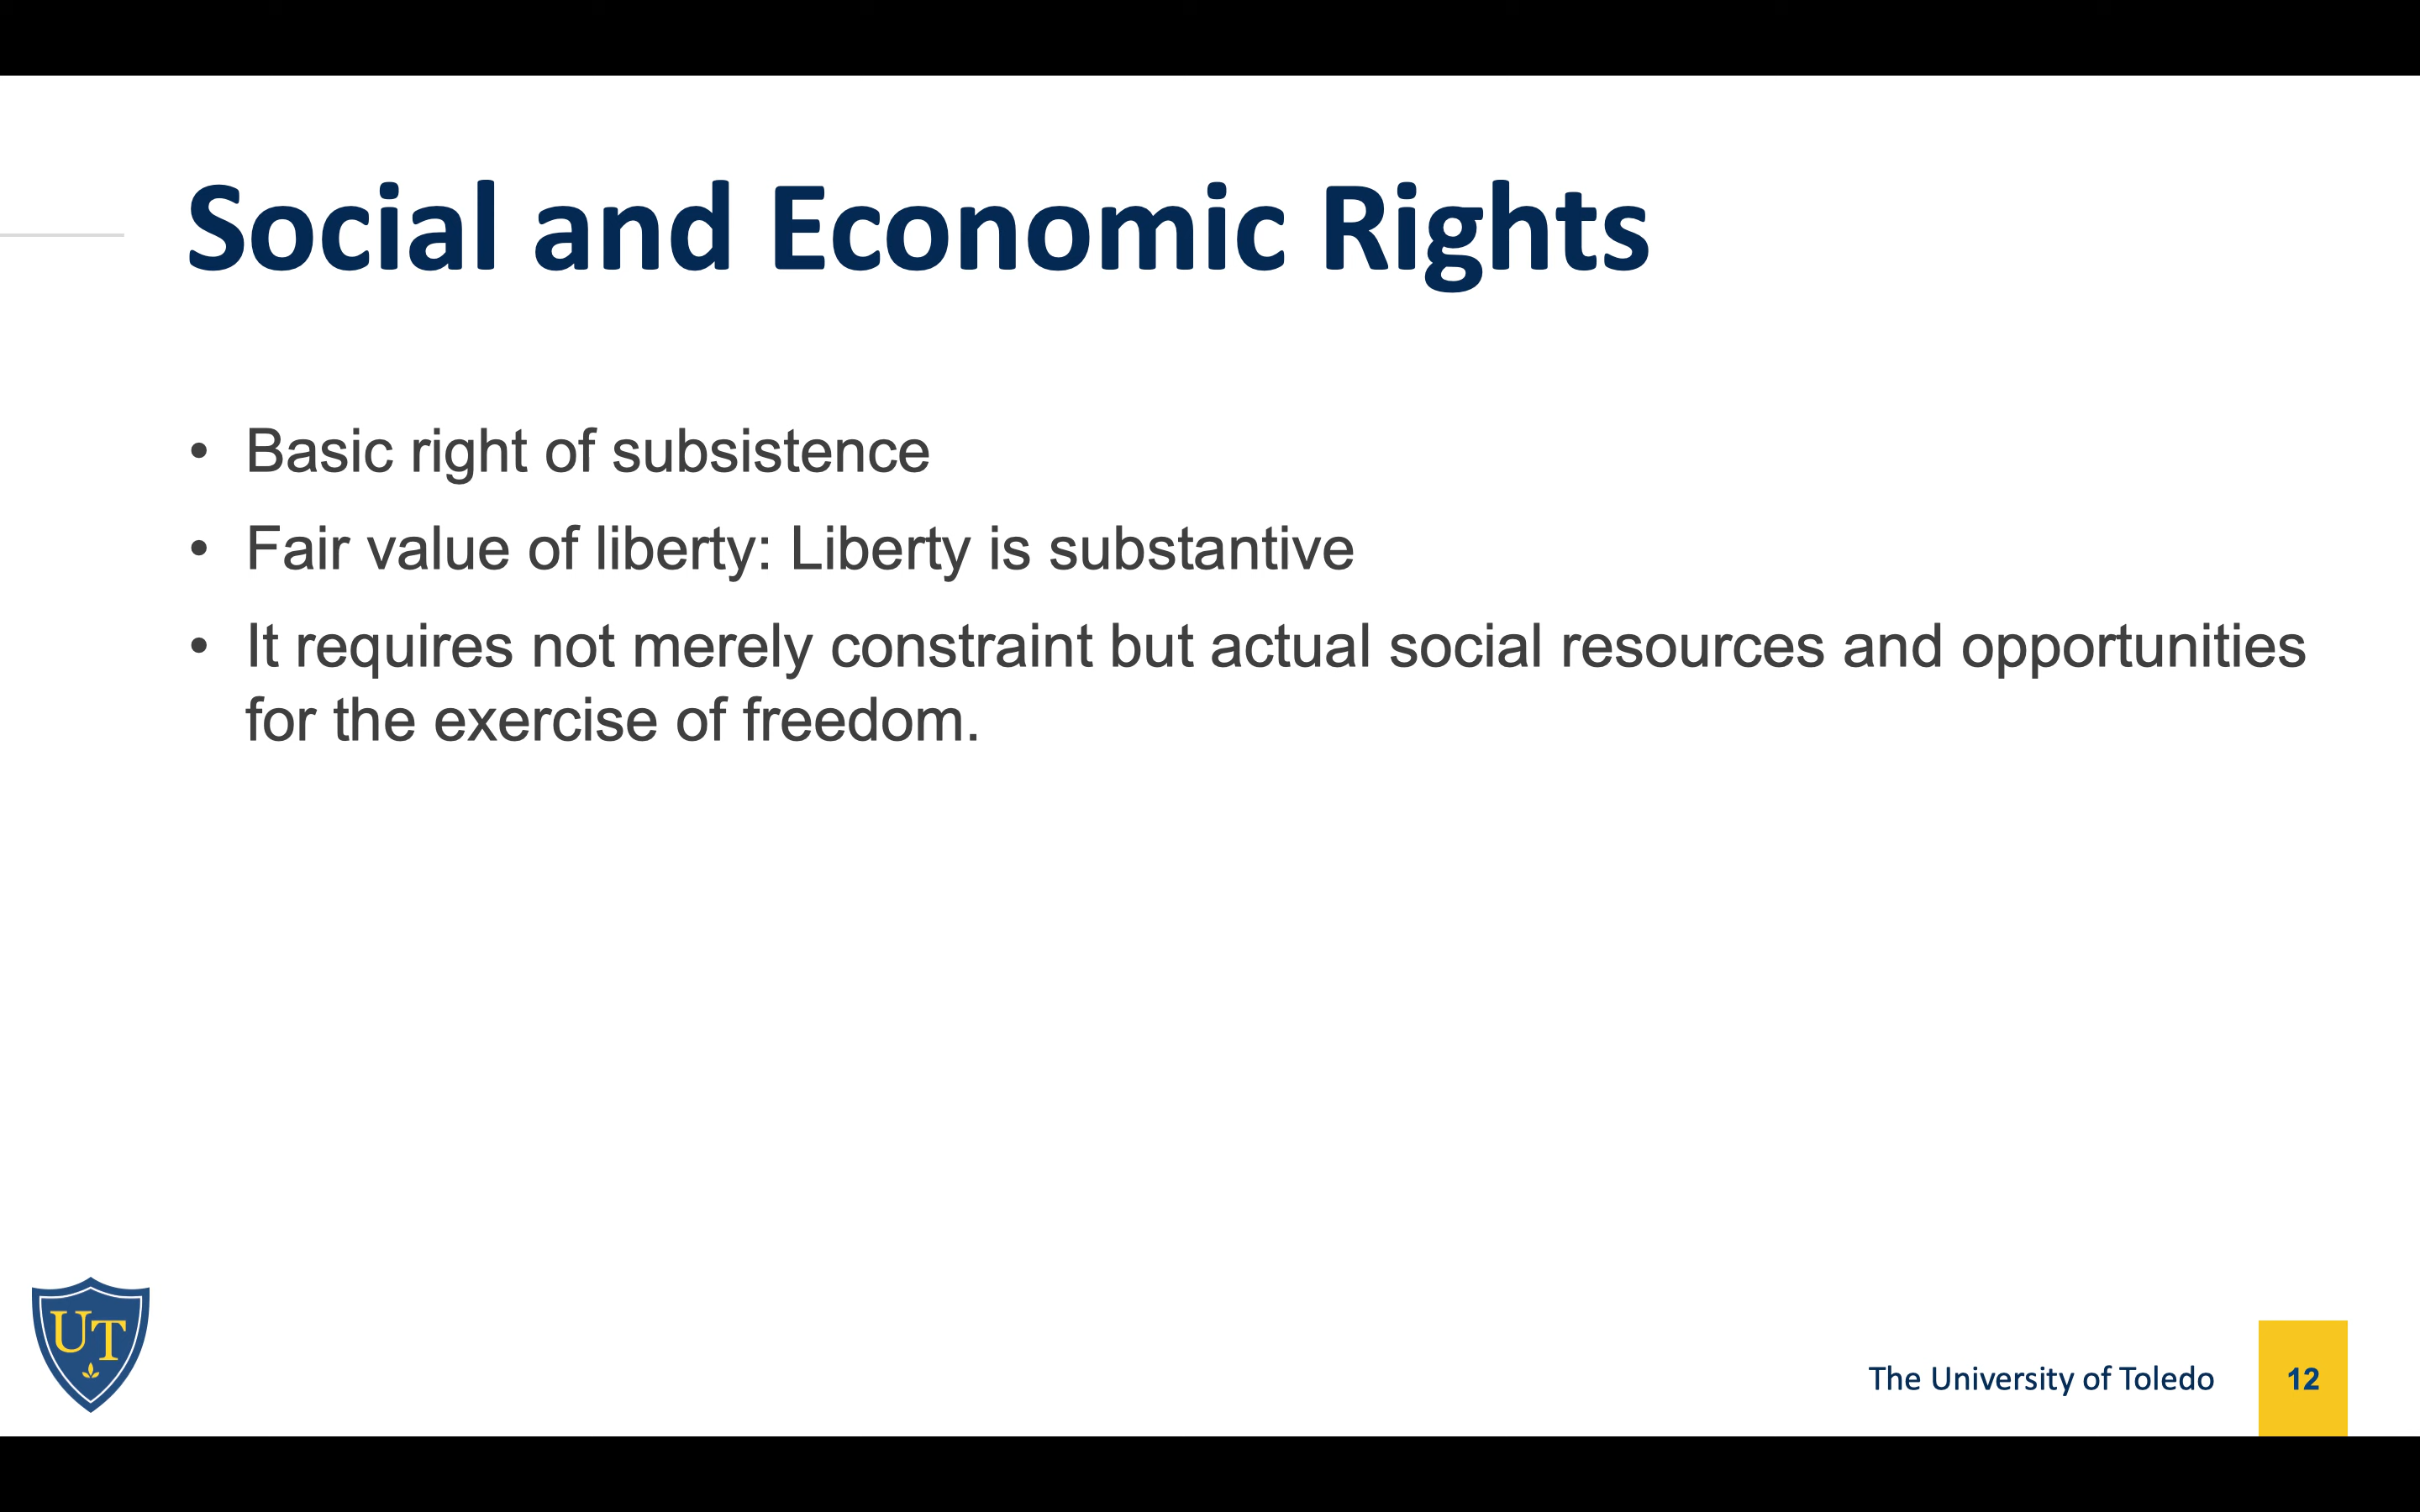 Social and Economic Rights
• Basic right of subsistence
• Fair value of liberty: Liberty is substantive
• It requires not merely constraint but actual social resources and opportunities
for the exercise of freedom.
UT
The University of Toledo
12